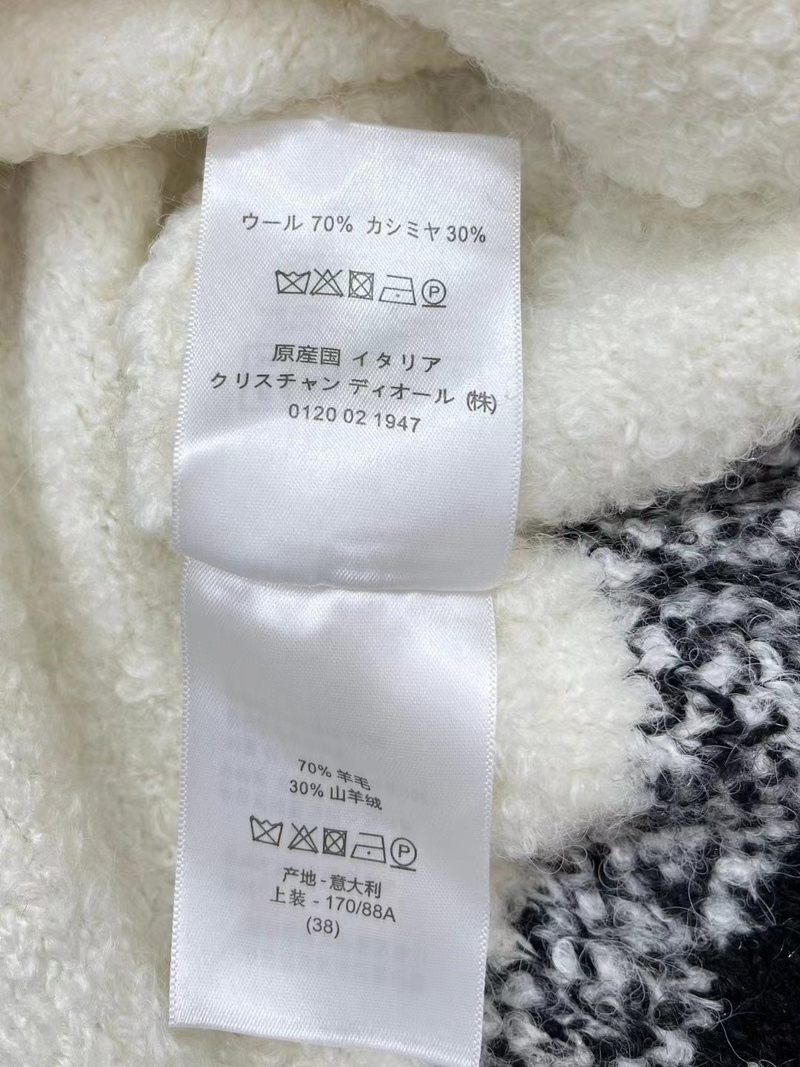 ウール 70% カシミヤ 30%
P
原産国 イタリア
クリスチャン ディオール (株)
0120 02 1947
70% 羊毛
30% 山羊绒
P
产地 - 意大利
上装 - 170/88A
(38)